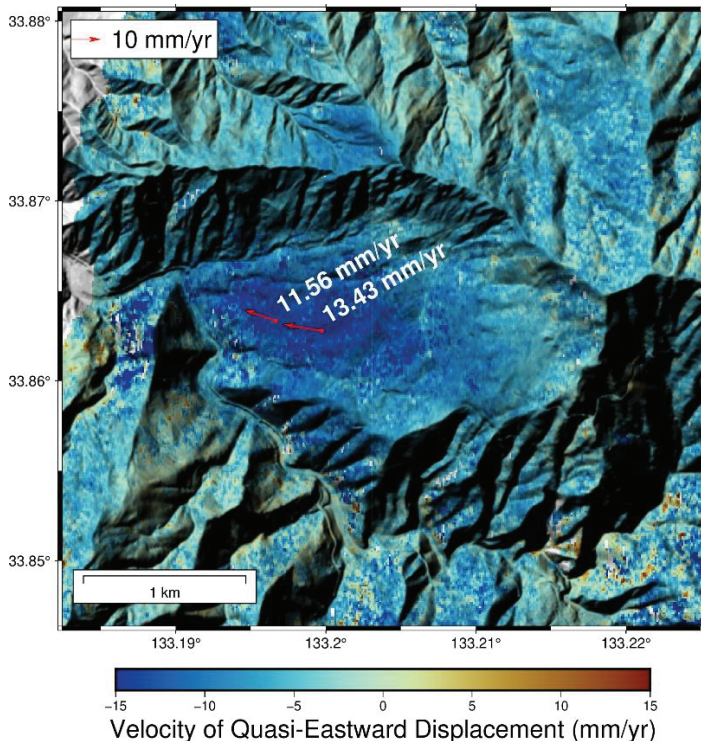 33.88°
10 mm/yr
33.87°
11.56 mm/yr
13.43 mm/yr
33.86°
33.85°
1 km
133.19° 133.2° 133.21° 133.22°
−15 −10 −5 0 5 10 15
Velocity of Quasi-Eastward Displacement (mm/yr)